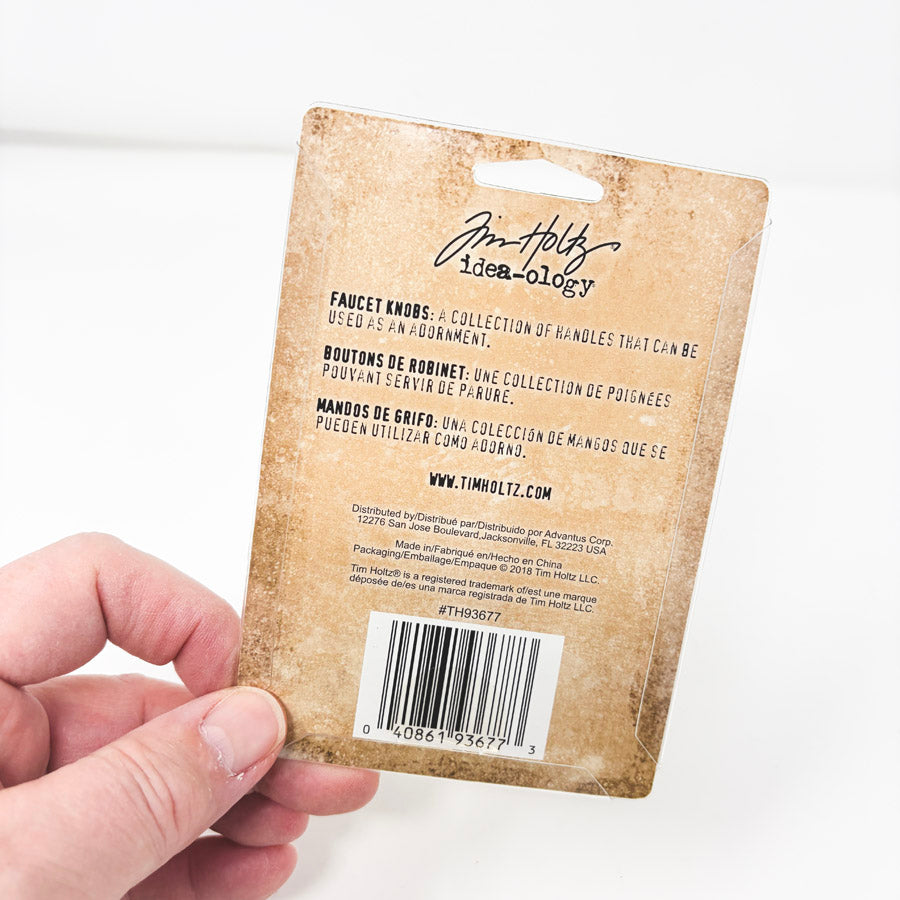 Tim Holtz
idea-ology
FAUCET KNOBS: A COLLECTION OF HANDLES THAT CAN BE
USED AS AN ADORNMENT.
BOUTONS DE ROBINET: UNE COLLECTION DE POIGNÉES
POUVANT SERVIR DE PARURE.
MANDOS DE GRIFO: UNA COLECCIÓN DE MANGOS QUE SE
PUEDEN UTILIZAR COMO ADORNO.
WWW.TIMHOLTZ.COM
Distributed by/Distribué par/Distribuido por Advantus Corp.
12276 San Jose Boulevard,Jacksonville, FL 32223 USA
Made in/Fabriqué en/Hecho en China
Packaging/Emballage/Empaque © 2018 Tim Holtz LLC.
Tim Holtz® is a registered trademark of/est une marque
déposée de/es una marca registrada de Tim Holtz LLC.
#TH93677
0 40861 93677 3